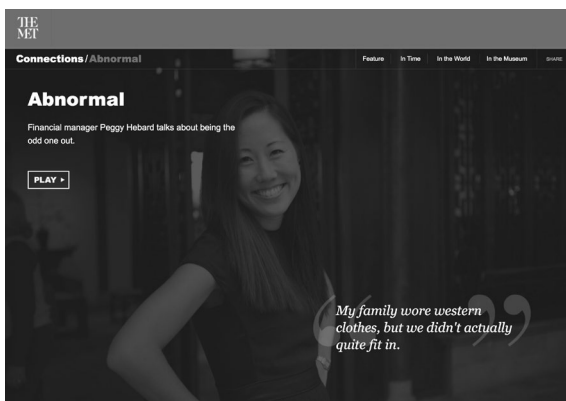 THE
MET
Connections/Abnormal
Feature In Time In the World In the Museum SHARE
Abnormal
Financial manager Peggy Hebard talks about being the
odd one out.
PLAY
“My family wore western
clothes, but we didn't actually
quite fit in.”